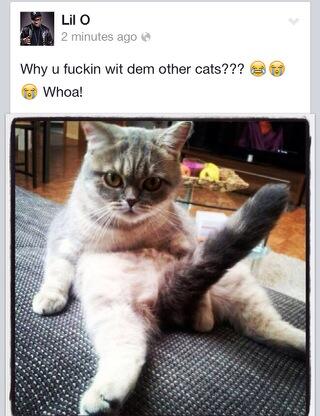 Lil O
2 minutes ago
Why u fuckin wit dem other cats??? 😂😭
😭 Whoa!